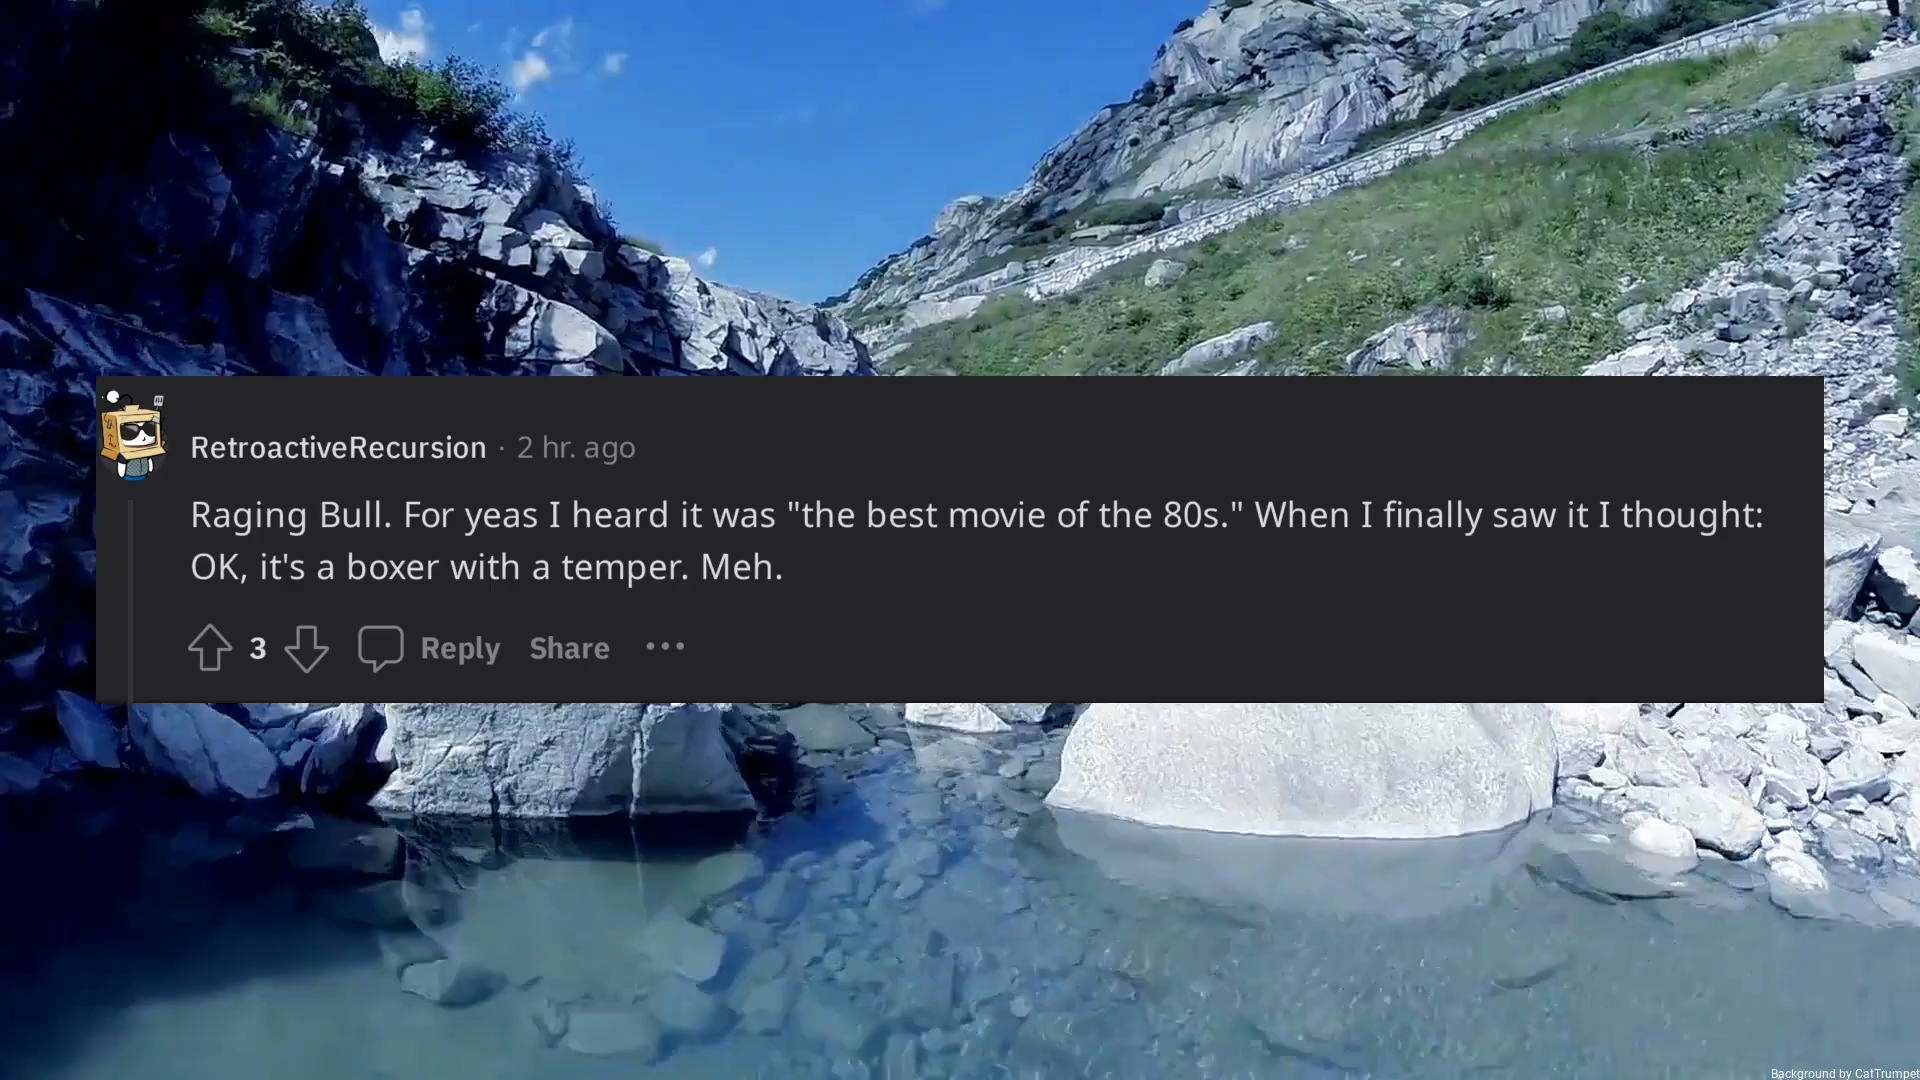 RetroactiveRecursion · 2 hr. ago
Raging Bull. For yeas I heard it was "the best movie of the 80s." When I finally saw it I thought:
OK, it's a boxer with a temper. Meh.
3 Reply Share •••
Background by CatTrumpet